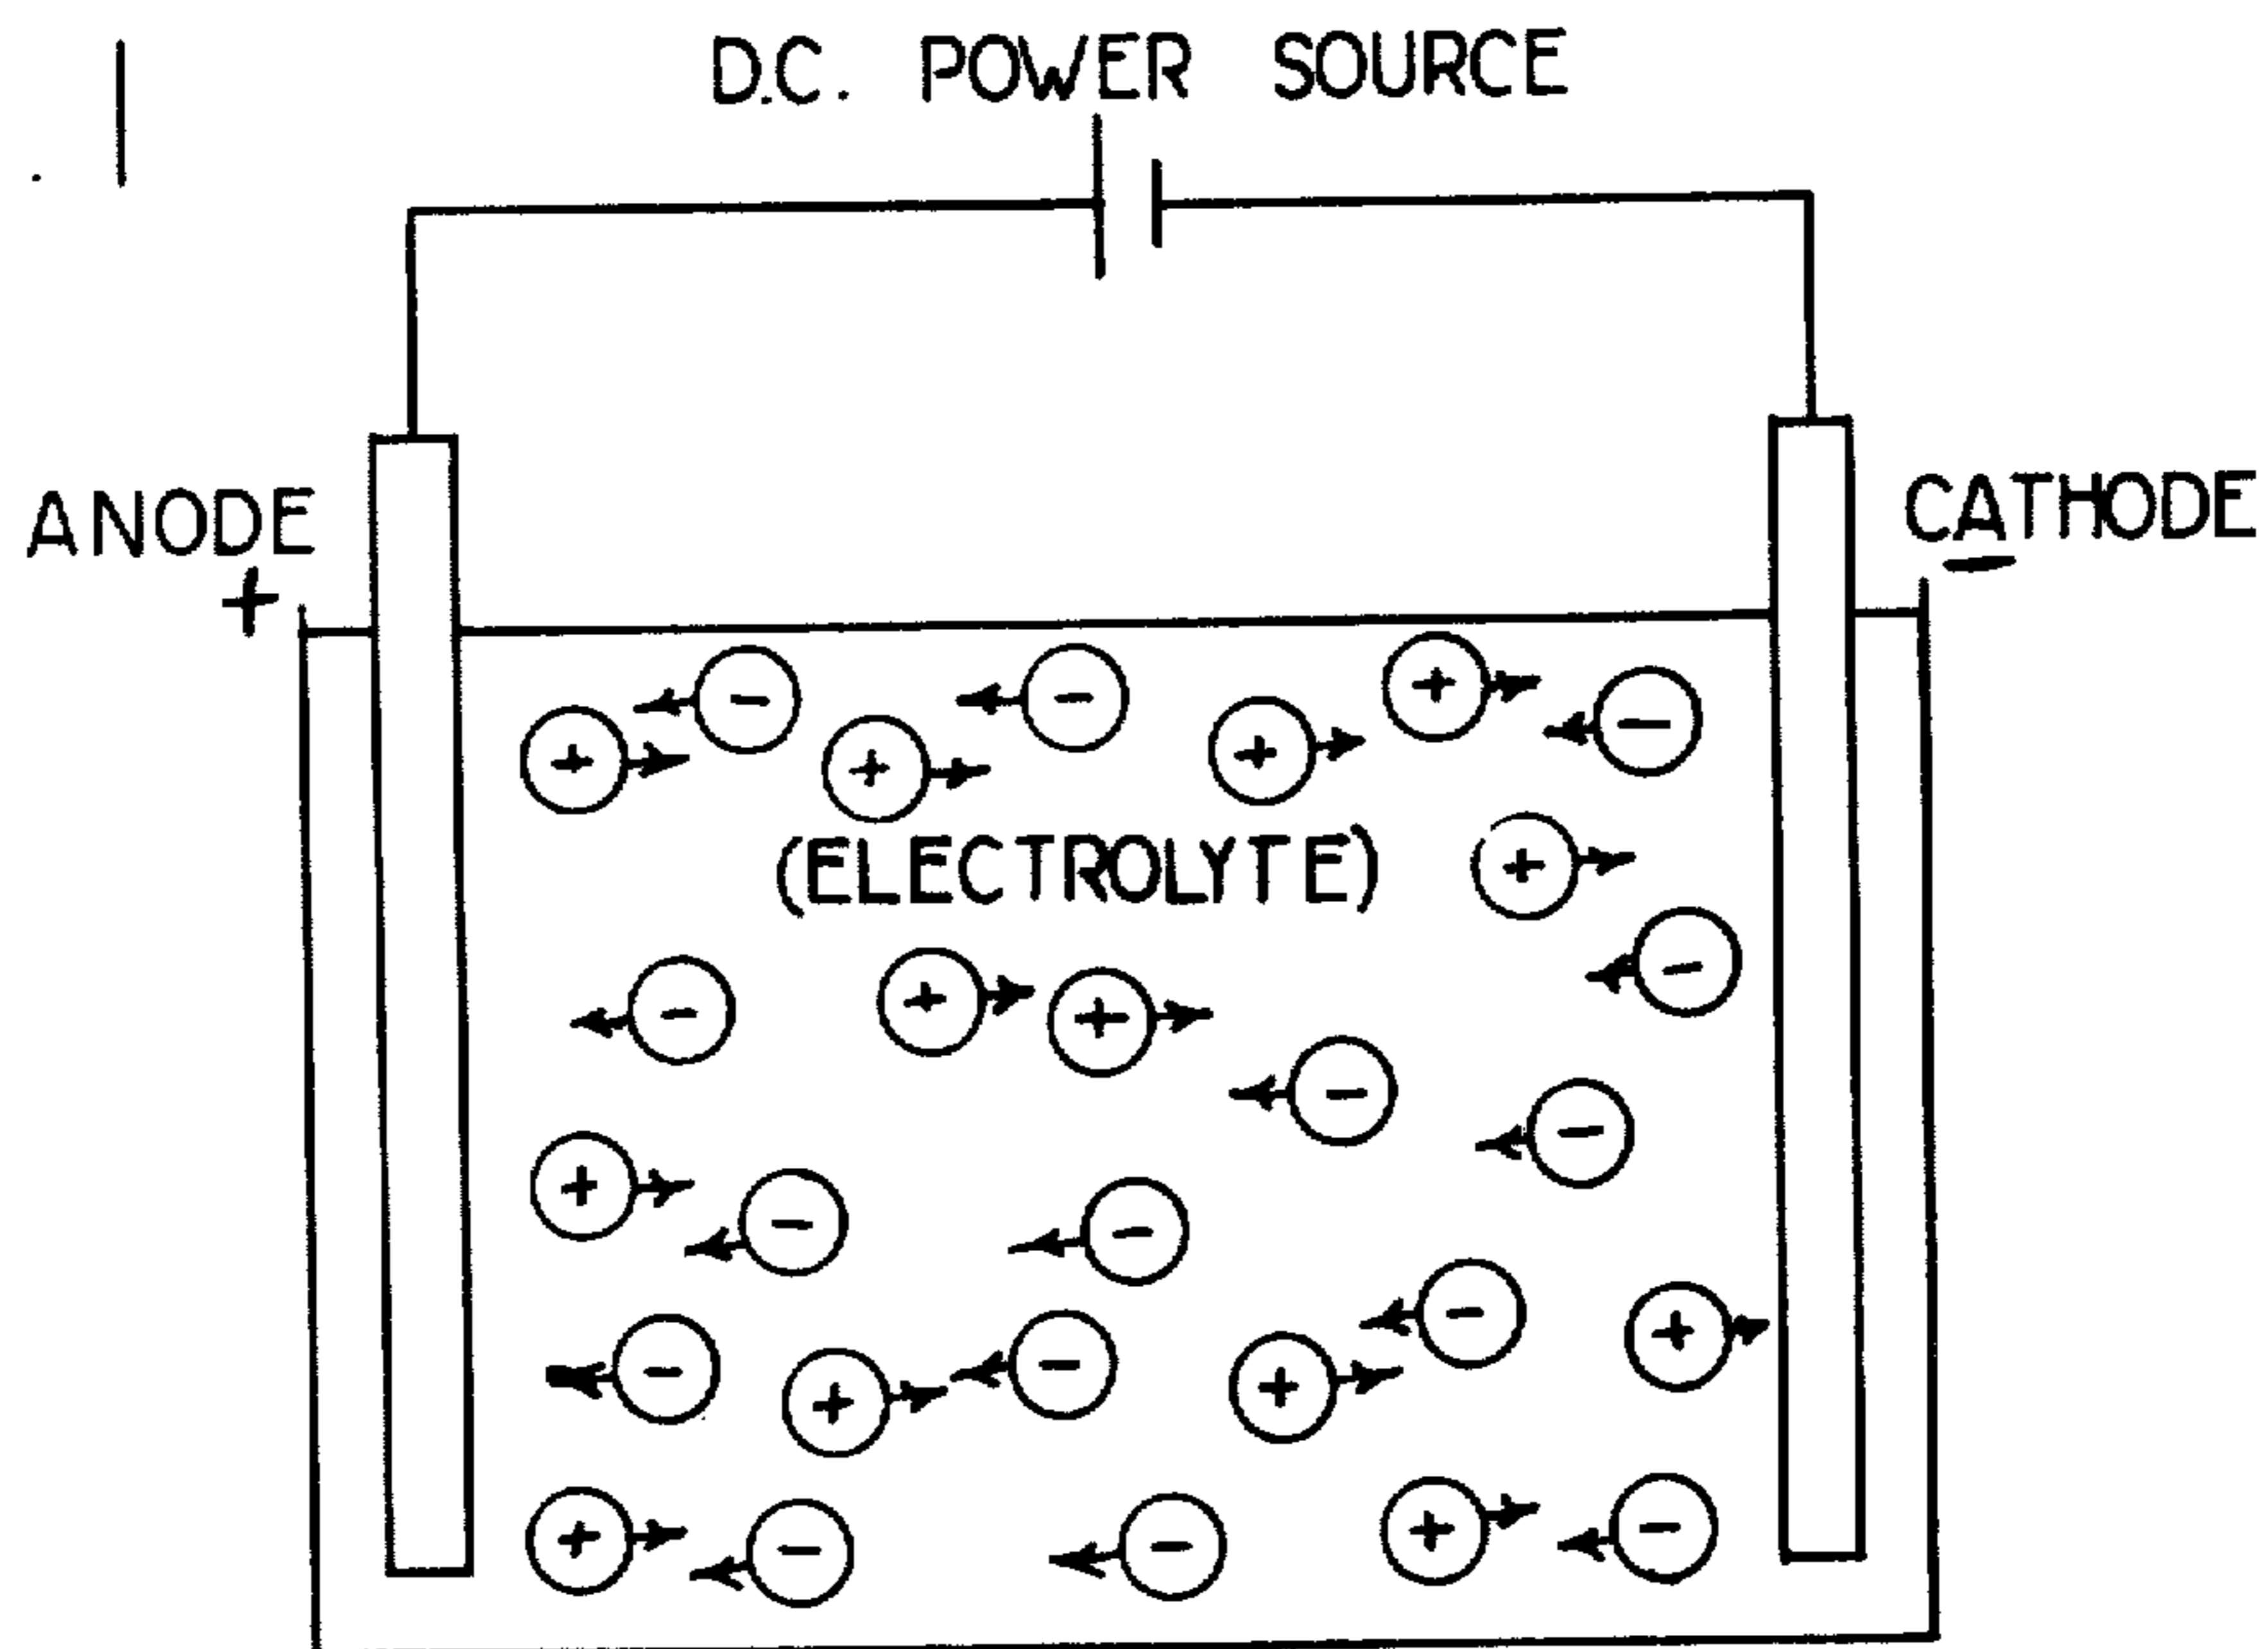 D.C. POWER SOURCE
ANODE
+
CATHODE
−
(ELECTROLYTE)